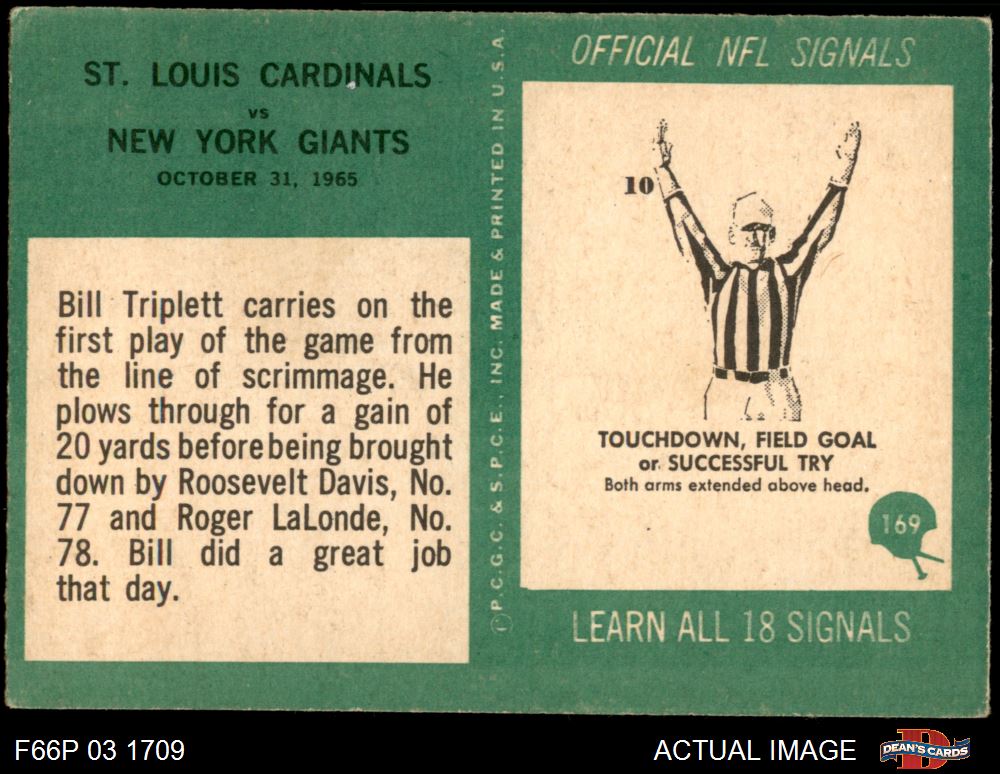 ST. LOUIS CARDINALS
vs
NEW YORK GIANTS
OCTOBER 31, 1965
Bill Triplett carries on the
first play of the game from
the line of scrimmage. He
plows through for a gain of
20 yards before being brought
down by Roosevelt Davis, No.
77 and Roger LaLonde, No.
78. Bill did a great job
that day.
Ⓒ P.C.G.C. & S.P.C.E., INC. MADE & PRINTED IN U.S.A.
OFFICIAL NFL SIGNALS
10
TOUCHDOWN, FIELD GOAL
or SUCCESSFUL TRY
Both arms extended above head.
169
LEARN ALL 18 SIGNALS
F66P 03 1709
ACTUAL IMAGE
DEAN'S CARDS